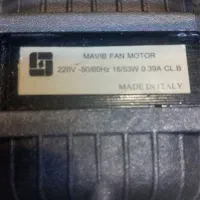 MAVIB FAN MOTOR
220V -50/60Hz 16/53W 0.39A CL.B
MADE IN ITALY